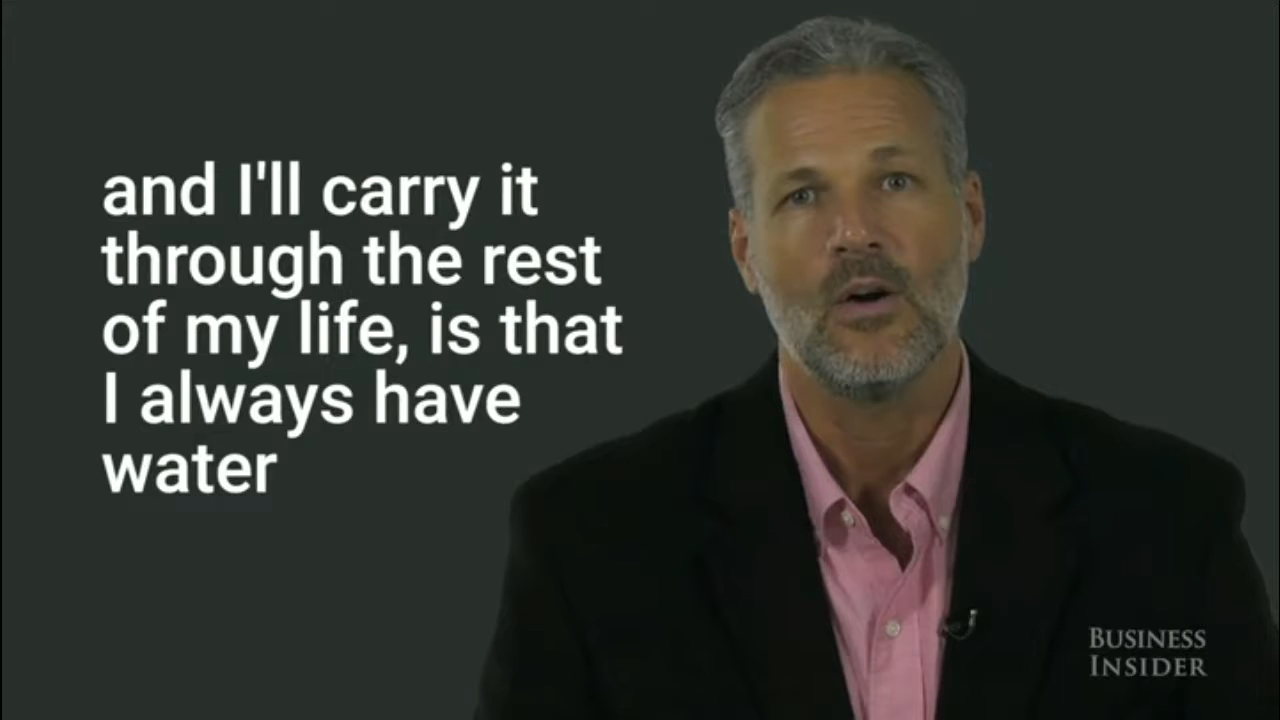 and I'll carry it
through the rest
of my life, is that
I always have
water
BUSINESS
INSIDER